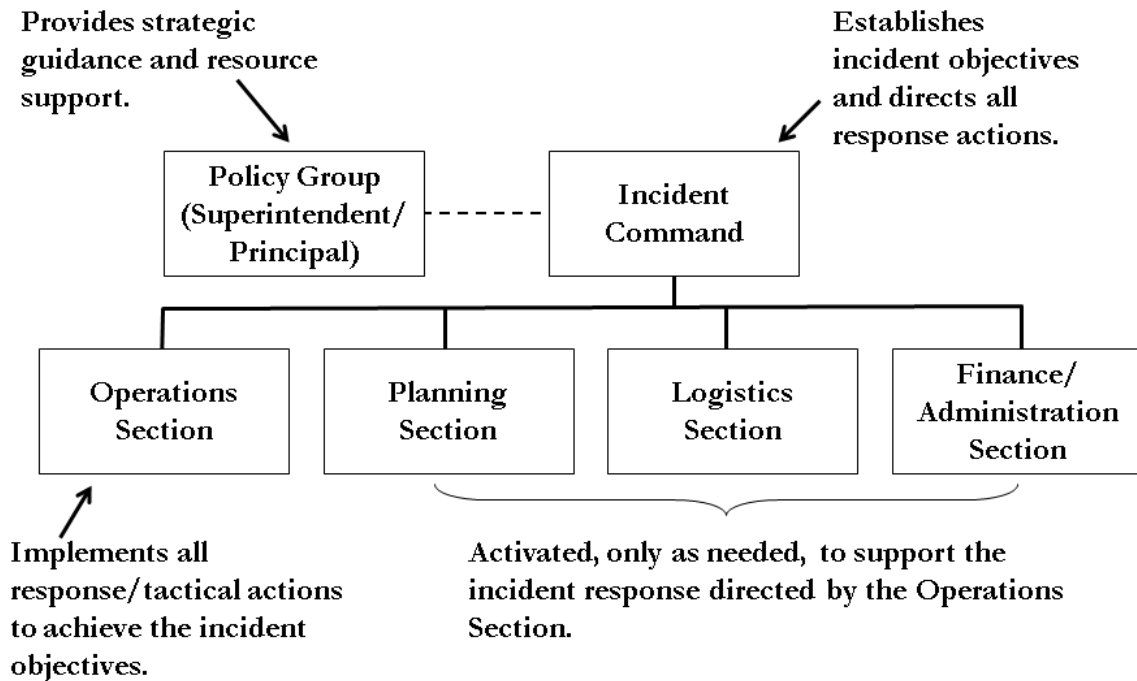 Provides strategic
guidance and resource
support.
Establishes
incident objectives
and directs all
response actions.
Policy Group
(Superintendent/
Principal)
Incident
Command
Operations
Section
Planning
Section
Logistics
Section
Finance/
Administration
Section
Implements all
response/tactical actions
to achieve the incident
objectives.
Activated, only as needed, to support the
incident response directed by the Operations
Section.